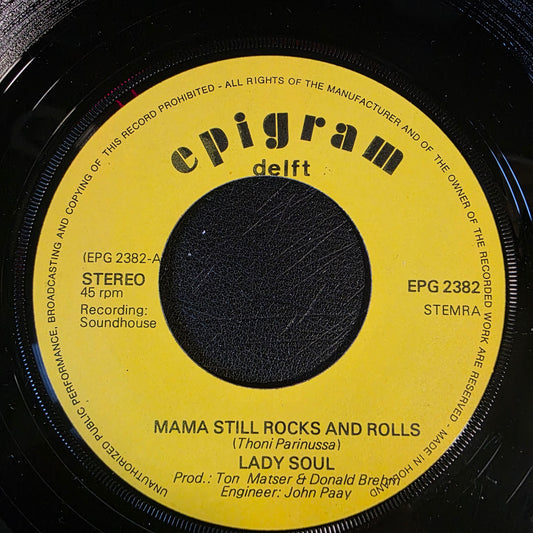 UNAUTHORIZED PUBLIC PERFORMANCE, BROADCASTING AND COPYING OF THIS RECORD PROHIBITED - ALL RIGHTS OF THE MANUFACTURER AND OF THE OWNER OF THE RECORDED WORK ARE RESERVED - MADE IN HOLLAND
epigram
delft
(EPG 2382-A
STEREO
45 rpm
Recording:
Soundhouse
EPG 2382
STEMRA
MAMA STILL ROCKS AND ROLLS
(Thoni Parinussa)
LADY SOUL
Prod.: Ton Matser & Donald Brehm
Engineer: John Paay